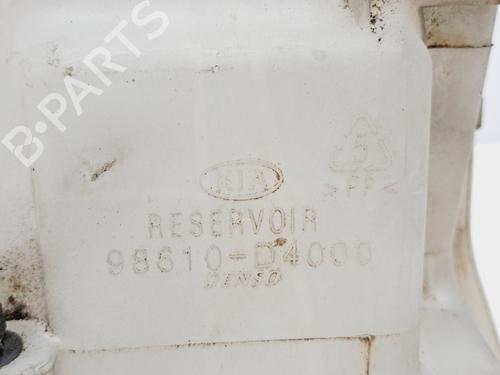 B-PARTS
5
KIA
>PP<
RESERVOIR
98610-D4000
DENSO